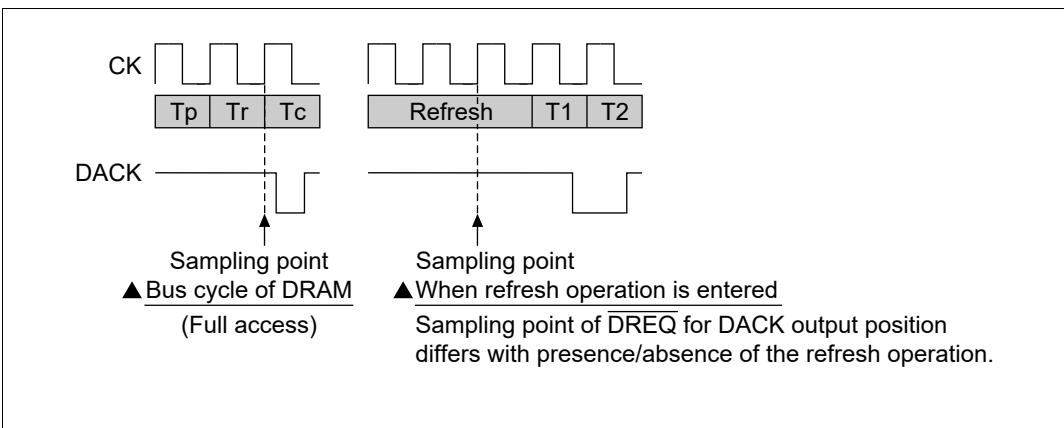 CK
Tp Tr Tc Refresh T1 T2
DACK
Sampling point Sampling point
▲Bus cycle of DRAM ▲When refresh operation is entered
(Full access) Sampling point of D̅R̅E̅Q̅ for DACK output position
differs with presence/absence of the refresh operation.